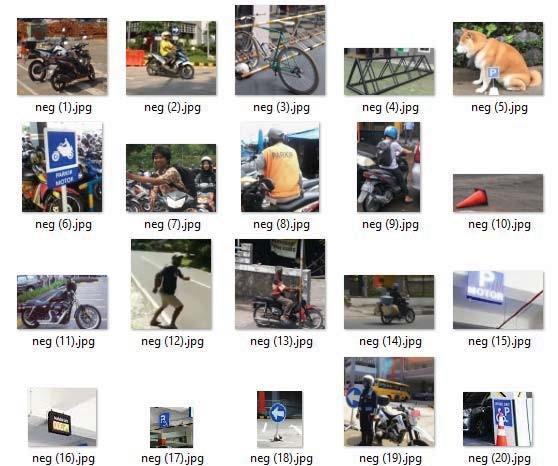 neg (1).jpg
neg (2).jpg
neg (3).jpg
neg (4).jpg
neg (5).jpg
P
PARKIR
MOTOR
PARKIR
neg (6).jpg
neg (7).jpg
neg (8).jpg
neg (9).jpg
neg (10).jpg
P
MOTOR
neg (11).jpg
neg (12).jpg
neg (13).jpg
neg (14).jpg
neg (15).jpg
P
neg (16).jpg
neg (17).jpg
neg (18).jpg
neg (19).jpg
neg (20).jpg